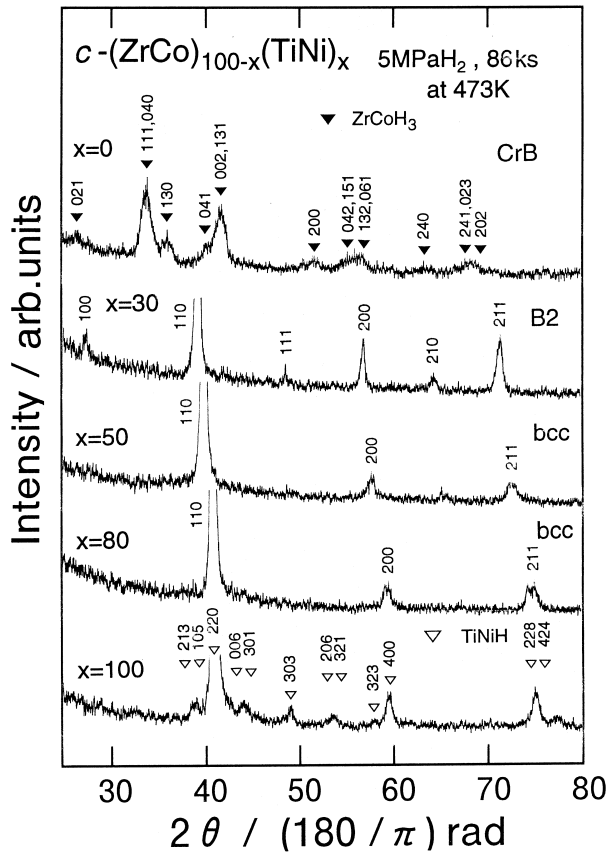 c-(ZrCo)100-x(TiNi)x
5MPaH2 , 86ks
at 473K
▼ ZrCoH3
x=0
CrB
021
111,040
130
041
002,131
200
042,151
132,061
240
241,023
202
x=30
B2
100
110
111
200
210
211
x=50
bcc
110
200
211
x=80
bcc
110
200
211
x=100
▽ TiNiH
213
105
220
006
301
303
206
321
323
400
228
424
30 40 50 60 70 80
2θ / (180/π) rad
Intensity / arb.units